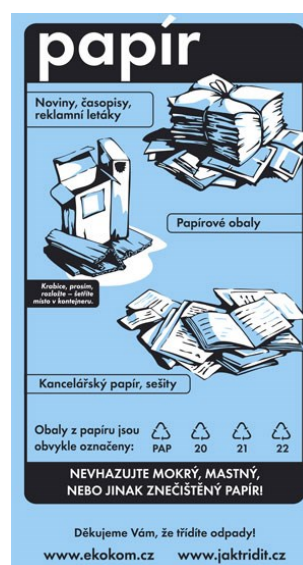 papír
Noviny, časopisy,
reklamní letáky
Papírové obaly
Krabice, prosím,
rozložte – šetříte
místo v kontejneru.
Kancelářský papír, sešity
Obaly z papíru jsou
obvykle označeny:
PAP 20 21 22
NEVHAZUJTE MOKRÝ, MASTNÝ,
NEBO JINAK ZNEČIŠTĚNÝ PAPÍR!
Děkujeme Vám, že třídíte odpady!
www.ekokom.cz www.jaktridit.cz